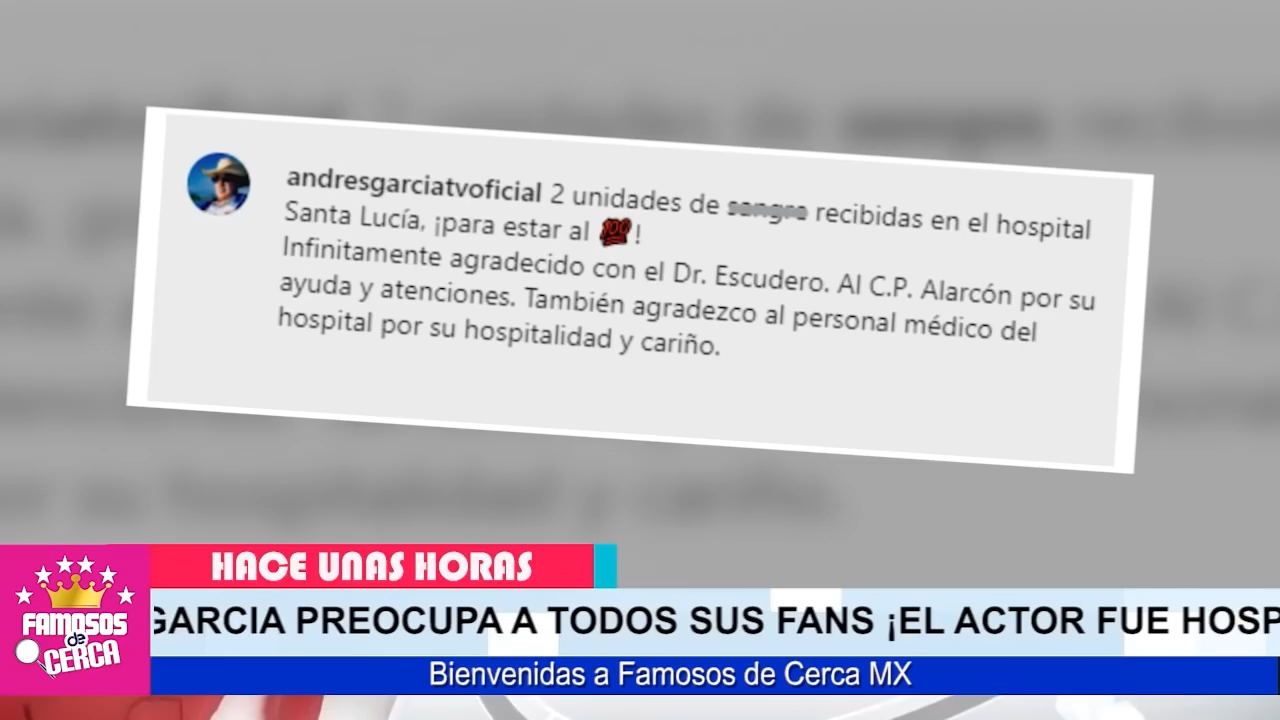 andresgarciatvoficial 2 unidades de sangre recibidas en el hospital
Santa Lucía, ¡para estar al 💯!
Infinitamente agradecido con el Dr. Escudero. Al C.P. Alarcón por su
ayuda y atenciones. También agradezco al personal médico del
hospital por su hospitalidad y cariño.
HACE UNAS HORAS
GARCIA PREOCUPA A TODOS SUS FANS ¡EL ACTOR FUE HOSP
Bienvenidas a Famosos de Cerca MX
FAMOSOS
de
CERCA